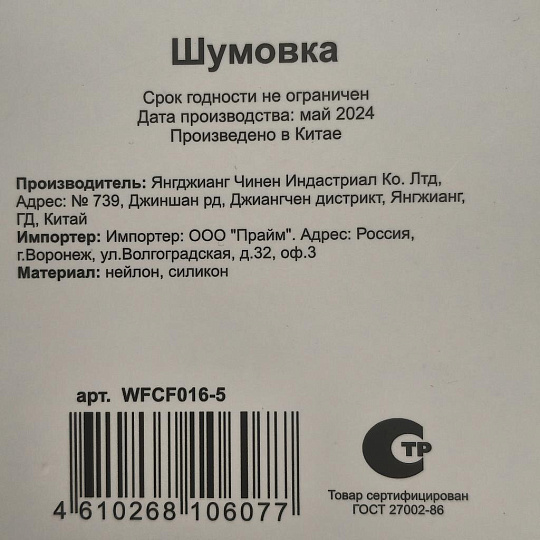 Шумовка
Срок годности не ограничен
Дата производства: май 2024
Произведено в Китае
Производитель: Янгджианг Чинен Индастриал Ко. Лтд,
Адрес: № 739, Джиншан рд, Джиангчен дистрикт, Янгжианг,
ГД, Китай
Импортер: Импортер: ООО "Прайм". Адрес: Россия,
г.Воронеж, ул.Волгоградская, д.32, оф.3
Материал: нейлон, силикон
арт. WFCF016-5
4 610268 106077
СТР
Товар сертифицирован
ГОСТ 27002-86